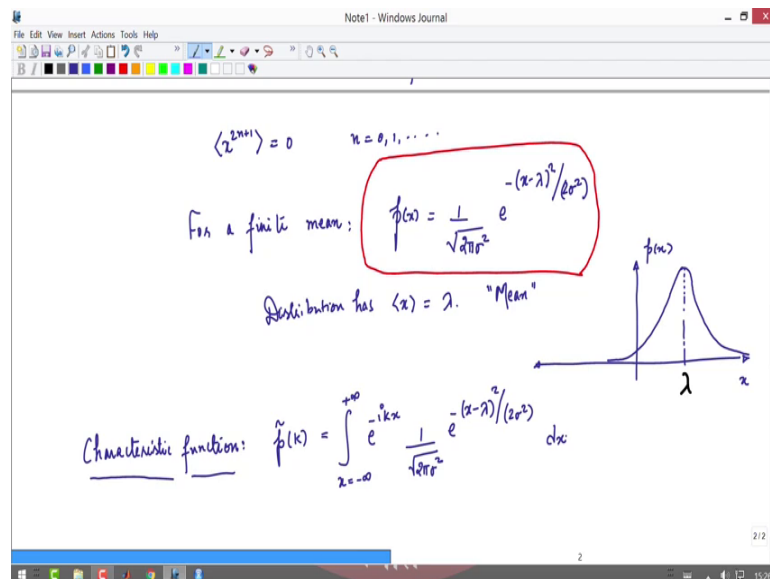 Note1 - Windows Journal
File Edit View Insert Actions Tools Help
B I
⟨x^{2n+1}⟩ = 0 n = 0, 1, ....
For a finite mean: p(x) = 1/√(2πσ²) e^{-(x-λ)²/(2σ²)}
Distribution has ⟨x⟩ = λ. "Mean"
p(x)
λ x
Characteristic function: p̃(k) = ∫_{x=-∞}^{+∞} e^{-ikx} 1/√(2πσ²) e^{-(x-λ)²/(2σ²)} dx
2/2
2